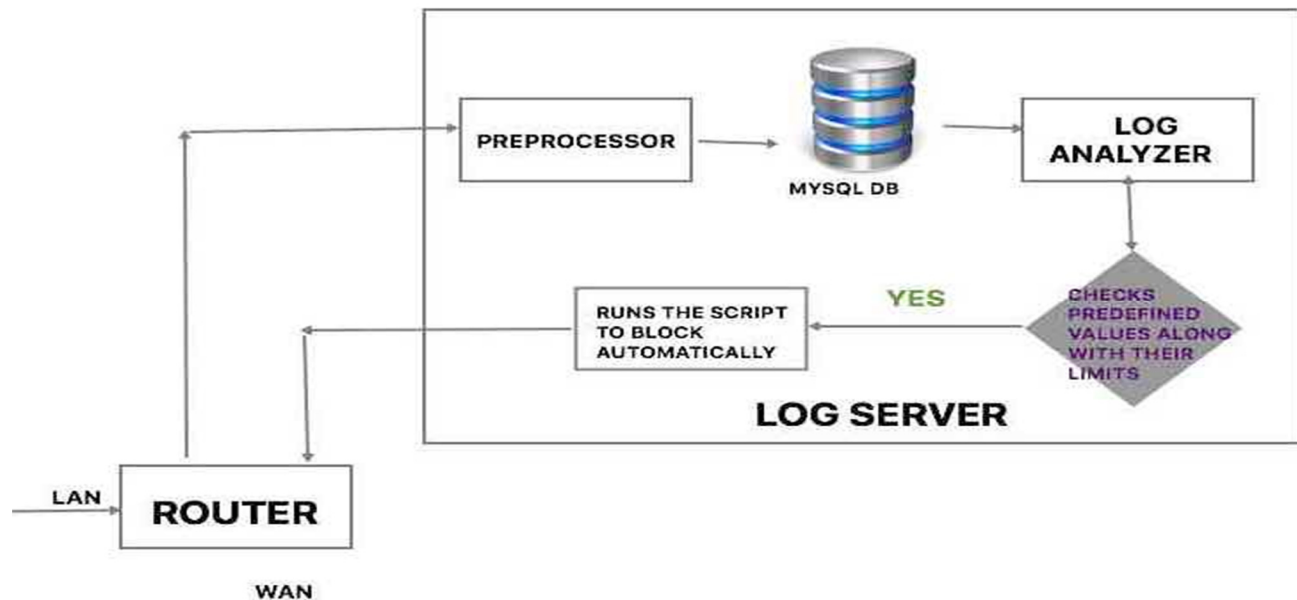 PREPROCESSOR
MYSQL DB
LOG
ANALYZER
CHECKS
PREDEFINED
VALUES ALONG
WITH THEIR
LIMITS
YES
RUNS THE SCRIPT
TO BLOCK
AUTOMATICALLY
LOG SERVER
LAN
ROUTER
WAN